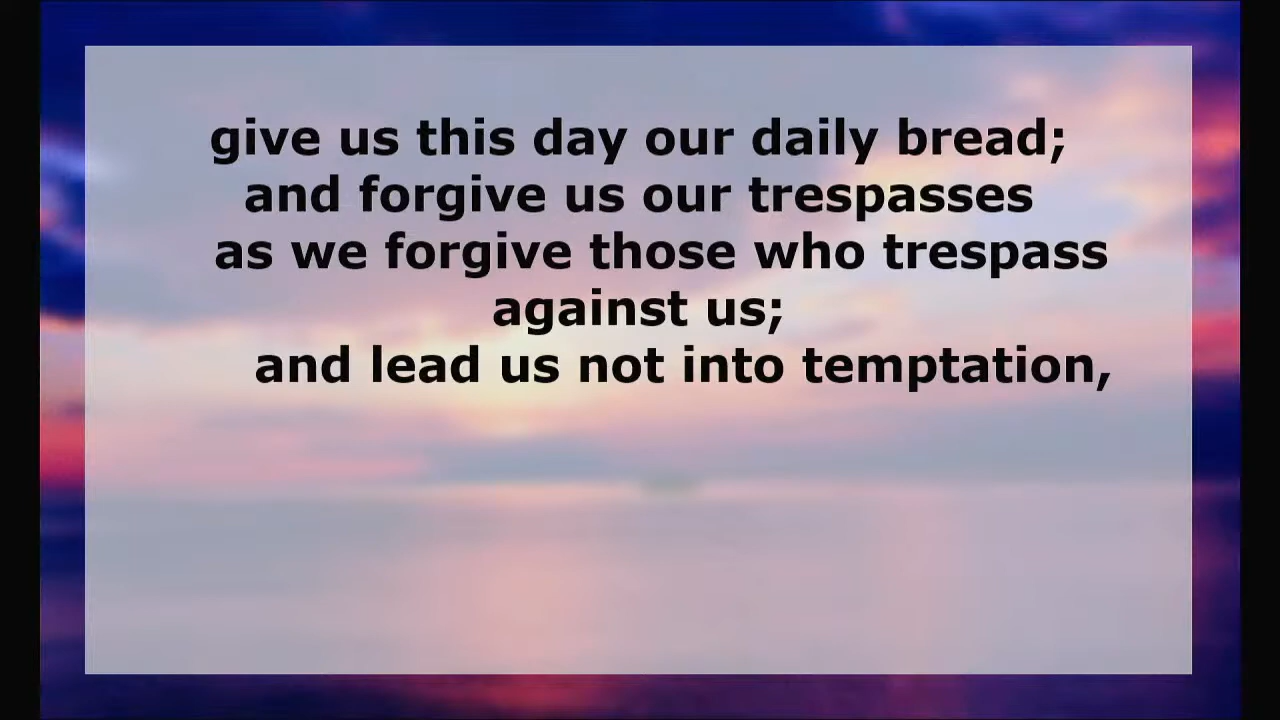 give us this day our daily bread;
and forgive us our trespasses
as we forgive those who trespass
against us;
and lead us not into temptation,